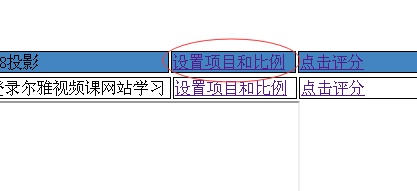 8投影 设置项目和比例 点击评分
登录尔雅视频课网站学习 设置项目和比例 点击评分